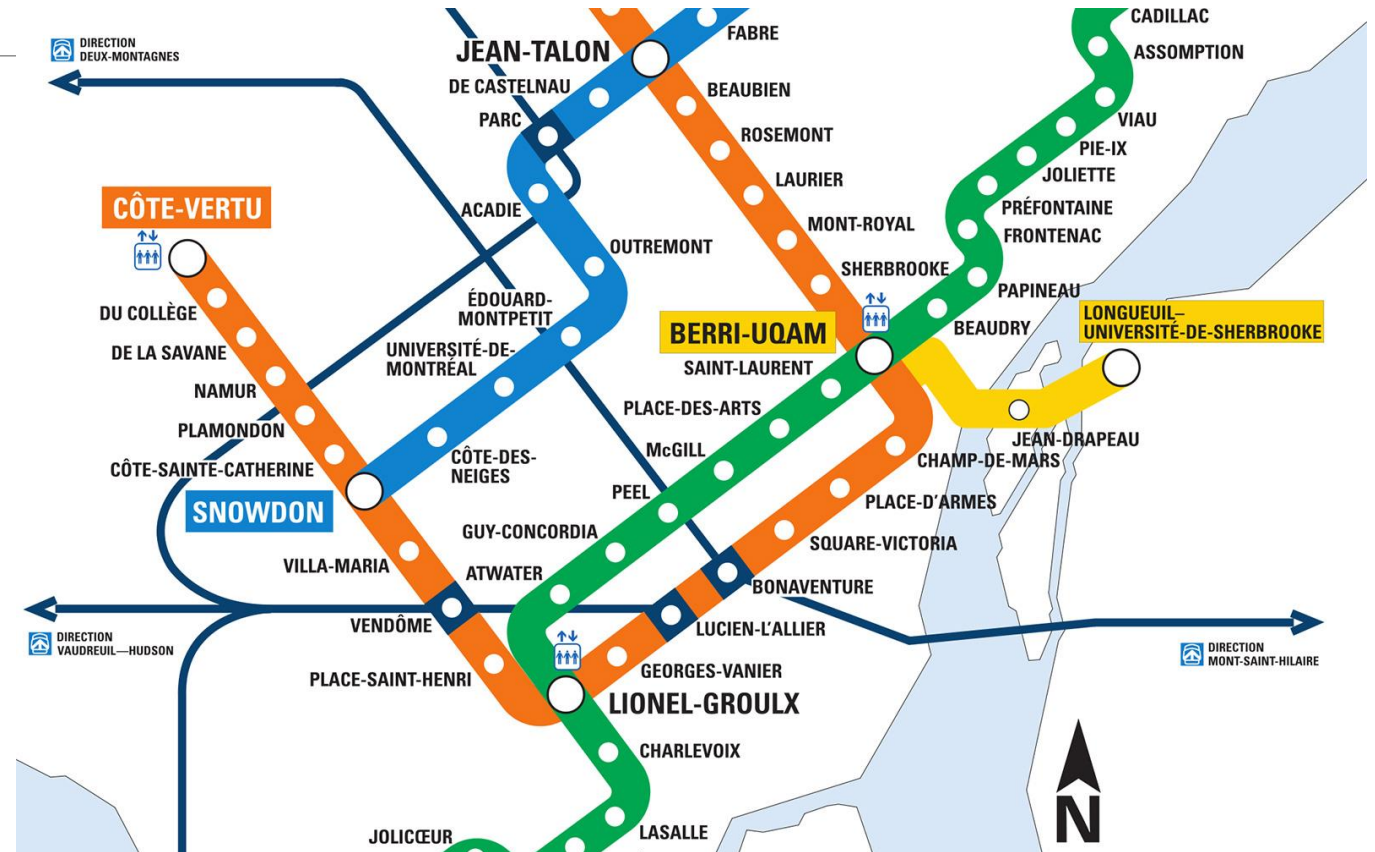 CADILLAC
FABRE
DIRECTION
DEUX-MONTAGNES
JEAN-TALON
ASSOMPTION
DE CASTELNAU
BEAUBIEN
PARC
VIAU
ROSEMONT
PIE-IX
JOLIETTE
LAURIER
CÔTE-VERTU
ACADIE
PRÉFONTAINE
MONT-ROYAL
FRONTENAC
OUTREMONT
SHERBROOKE
PAPINEAU
ÉDOUARD-
MONTPETIT
DU COLLÈGE
LONGUEUIL–
UNIVERSITÉ-DE-SHERBROOKE
BERRI-UQAM
BEAUDRY
DE LA SAVANE
UNIVERSITÉ-DE-
MONTRÉAL
SAINT-LAURENT
NAMUR
PLACE-DES-ARTS
PLAMONDON
JEAN-DRAPEAU
McGILL
CÔTE-DES-
NEIGES
CHAMP-DE-MARS
CÔTE-SAINTE-CATHERINE
PEEL
PLACE-D'ARMES
SNOWDON
GUY-CONCORDIA
SQUARE-VICTORIA
VILLA-MARIA
ATWATER
BONAVENTURE
VENDÔME
LUCIEN-L'ALLIER
DIRECTION
VAUDREUIL—HUDSON
DIRECTION
MONT-SAINT-HILAIRE
GEORGES-VANIER
PLACE-SAINT-HENRI
LIONEL-GROULX
CHARLEVOIX
N
LASALLE
JOLICŒUR